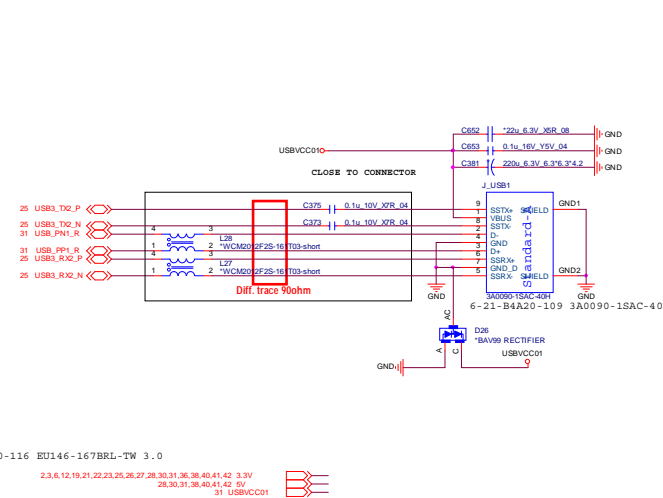 C652 *22u_6.3V_X5R_08 GND
USBVCC01 C653 0.1u_16V_Y5V_04 GND
CLOSE TO CONNECTOR C381 220u_6.3V_6.3*6.3*4.2 GND
J_USB1
25 USB3_TX2_P C375 0.1u_10V_X7R_04 9 SSTX+ SHIELD GND1
1 VBUS
25 USB3_TX2_N C373 0.1u_10V_X7R_04 8 SSTX-
31 USB_PN1_R 4 3 2 D-
L28 4 GND
31 USB_PP1_R 1 2 *WCM2012F2S-161T03-short 3 D+
25 USB3_RX2_P 4 3 6 SSRX+
L27 7 GND_D
25 USB3_RX2_N 1 2 *WCM2012F2S-161T03-short 5 SSRX- SHIELD GND2
Standard-A
Diff. trace 90ohm
GND 3A0090-1SAC-40H GND
6-21-B4A20-109 3A0090-1SAC-40
AC
D26
*BAV99 RECTIFIER
A C USBVCC01
GND
0-116 EU146-167BRL-TW 3.0
2,3,6,12,19,21,22,23,25,26,27,28,30,31,36,38,40,41,42 3.3V
28,30,31,38,40,41,42 5V
31 USBVCC01